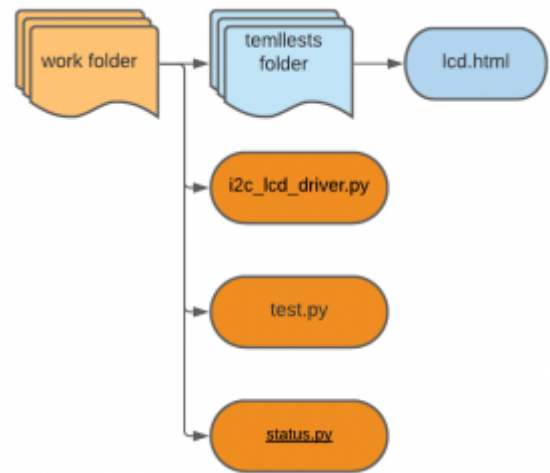 work folder
temllests
folder
lcd.html
i2c_lcd_driver.py
test.py
status.py